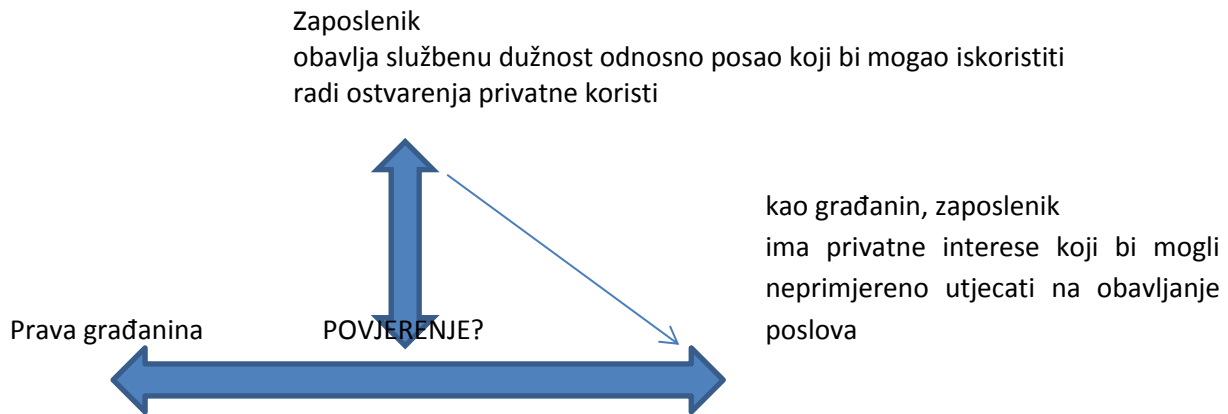 Zaposlenik
obavlja službenu dužnost odnosno posao koji bi mogao iskoristiti
radi ostvarenja privatne koristi
kao građanin, zaposlenik
ima privatne interese koji bi mogli
neprimjereno utjecati na obavljanje
poslova
Prava građanina POVJERENJE?